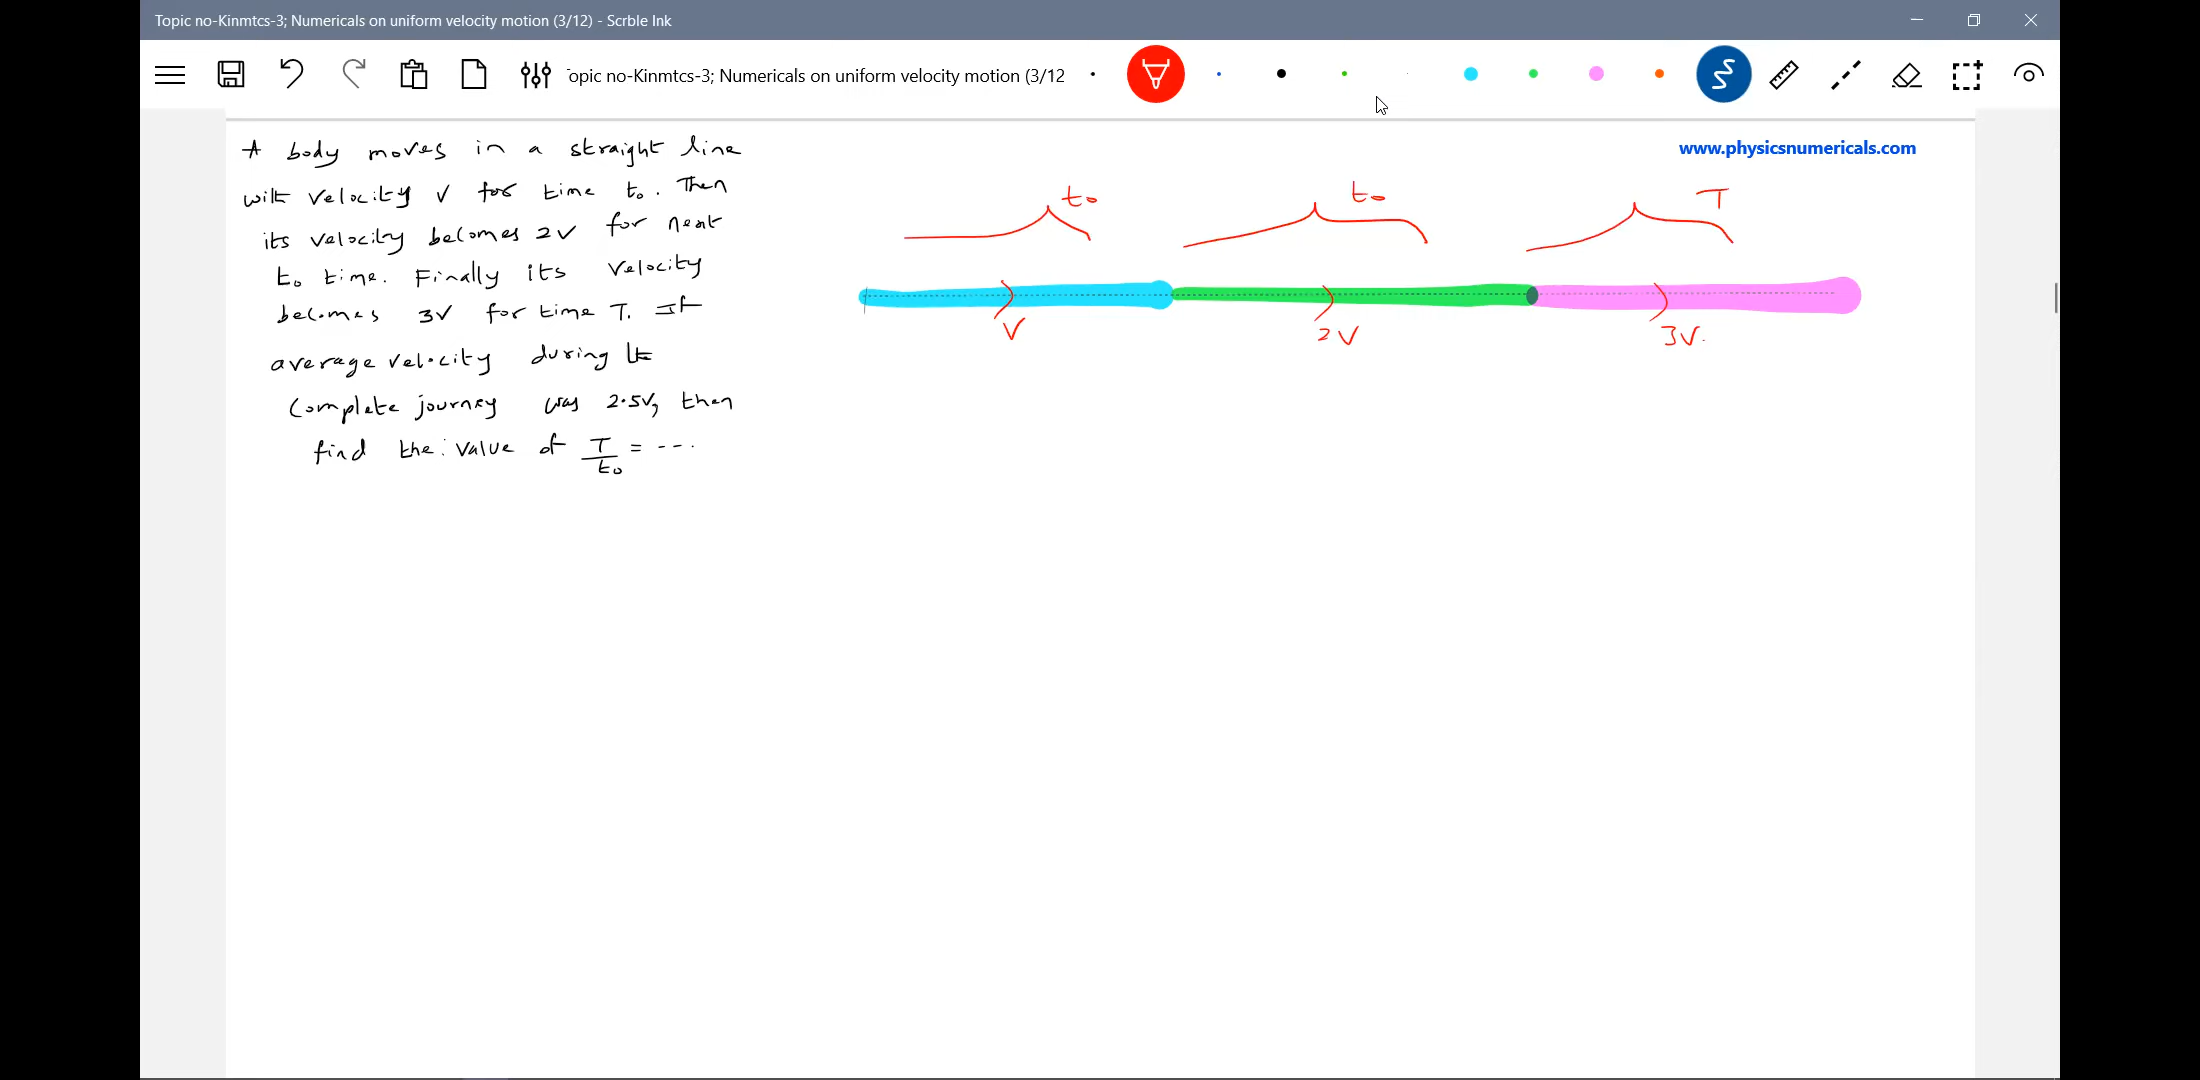 Topic no-Kinmtcs-3; Numericals on uniform velocity motion (3/12) - Scrble Ink
opic no-Kinmtcs-3; Numericals on uniform velocity motion (3/12
www.physicsnumericals.com
A body moves in a straight line
with velocity V for time t₀. Then
its velocity becomes 2V for next
t₀ time. Finally its velocity
becomes 3V for time T. If
average velocity during the
complete journey was 2.5V, then
find the value of T/t₀ = ----
t₀ t₀ T
V 2V 3V.